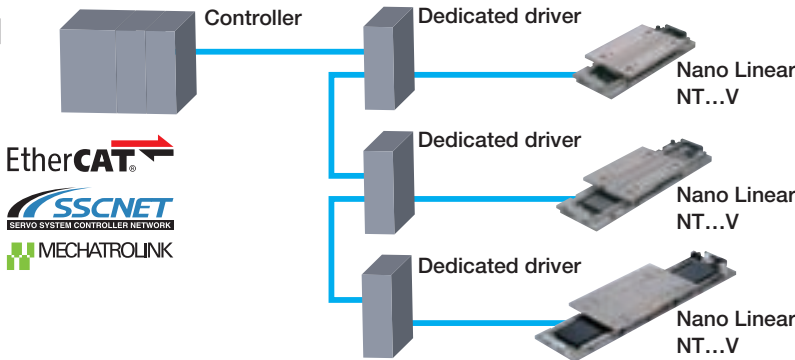 Controller
Dedicated driver
Nano Linear
NT…V
EtherCAT®
Dedicated driver
SSCNET
SERVO SYSTEM CONTROLLER NETWORK
Nano Linear
NT…V
MECHATROLINK
Dedicated driver
Nano Linear
NT…V